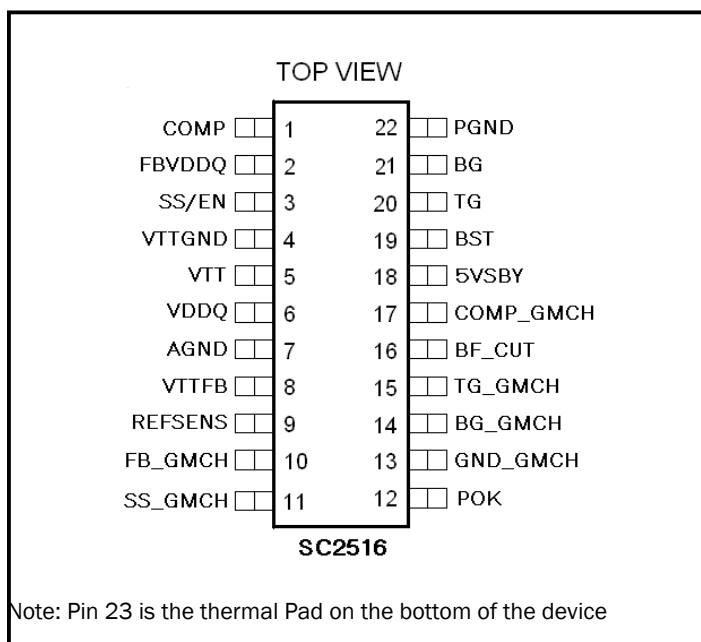 TOP VIEW
COMP 1 22 PGND
FBVDDQ 2 21 BG
SS/EN 3 20 TG
VTTGND 4 19 BST
VTT 5 18 5VSBY
VDDQ 6 17 COMP_GMCH
AGND 7 16 BF_CUT
VTTFB 8 15 TG_GMCH
REFSENS 9 14 BG_GMCH
FB_GMCH 10 13 GND_GMCH
SS_GMCH 11 12 POK
SC2516
Note: Pin 23 is the thermal Pad on the bottom of the device